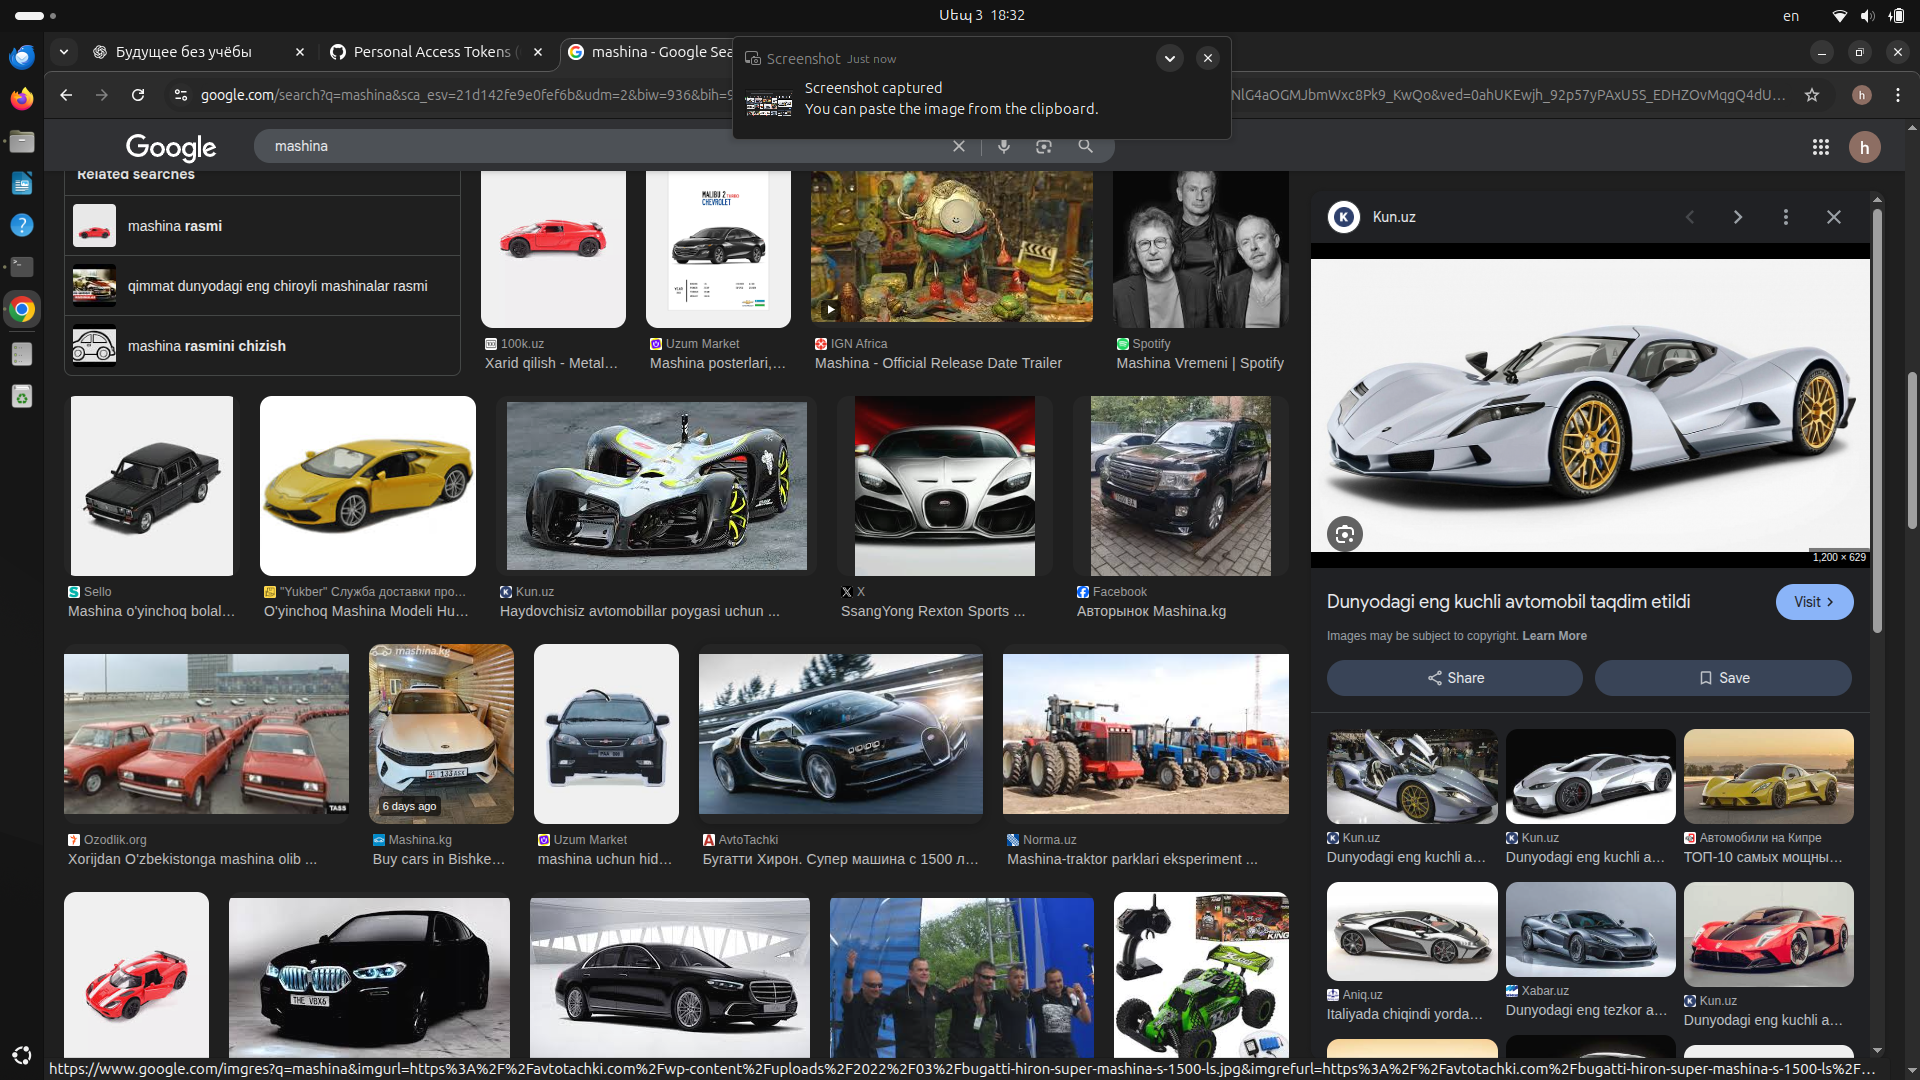 Սեպ 3 18:32
en
Будущее без учёбы
Personal Access Tokens (
mashina - Google Sea
Screenshot Just now
Screenshot captured
You can paste the image from the clipboard.
google.com/search?q=mashina&sca_esv=21d142fe9e0fef6b&udm=2&biw=936&bih=9
NlG4aOGMJbmWxc8Pk9_KwQo&ved=0ahUKEwjh_92p57yPAxU5S_EDHZOvMqgQ4dU...
h
Google
mashina
h
Related searches
mashina rasmi
qimmat dunyodagi eng chiroyli mashinalar rasmi
mashina rasmini chizish
MALIBU 2
CHEVROLET
100k.uz
Xarid qilish - Metal...
Uzum Market
Mashina posterlari,...
IGN Africa
Mashina - Official Release Date Trailer
Spotify
Mashina Vremeni | Spotify
K
Kun.uz
1,200 × 629
Dunyodagi eng kuchli avtomobil taqdim etildi
Visit
Images may be subject to copyright. Learn More
Share
Save
Sello
Mashina o'yinchoq bolal...
"Yukber" Служба доставки про...
O'yinchoq Mashina Modeli Hu...
Kun.uz
Haydovchisiz avtomobillar poygasi uchun ...
X
SsangYong Rexton Sports ...
Facebook
Авторынок Mashina.kg
TASS
Ozodlik.org
Xorijdan O'zbekistonga mashina olib ...
mashina.kg
6 days ago
Mashina.kg
Buy cars in Bishke...
Uzum Market
mashina uchun hid...
AvtoTachki
Бугатти Хирон. Супер машина с 1500 л...
Norma.uz
Mashina-traktor parklari eksperiment ...
Kun.uz
Dunyodagi eng kuchli a...
Kun.uz
Dunyodagi eng kuchli a...
Автомобили на Кипре
ТОП-10 самых мощны...
Aniq.uz
Italiyada chiqindi yorda...
Xabar.uz
Dunyodagi eng tezkor a...
Kun.uz
Dunyodagi eng kuchli a...
THE VBX6
KING
https://www.google.com/imgres?q=mashina&imgurl=https%3A%2F%2Favtotachki.com%2Fwp-content%2Fuploads%2F2022%2F03%2Fbugatti-hiron-super-mashina-s-1500-ls.jpg&imgrefurl=https%3A%2F%2Favtotachki.com%2Fbugatti-hiron-super-mashina-s-1500-ls%2F...